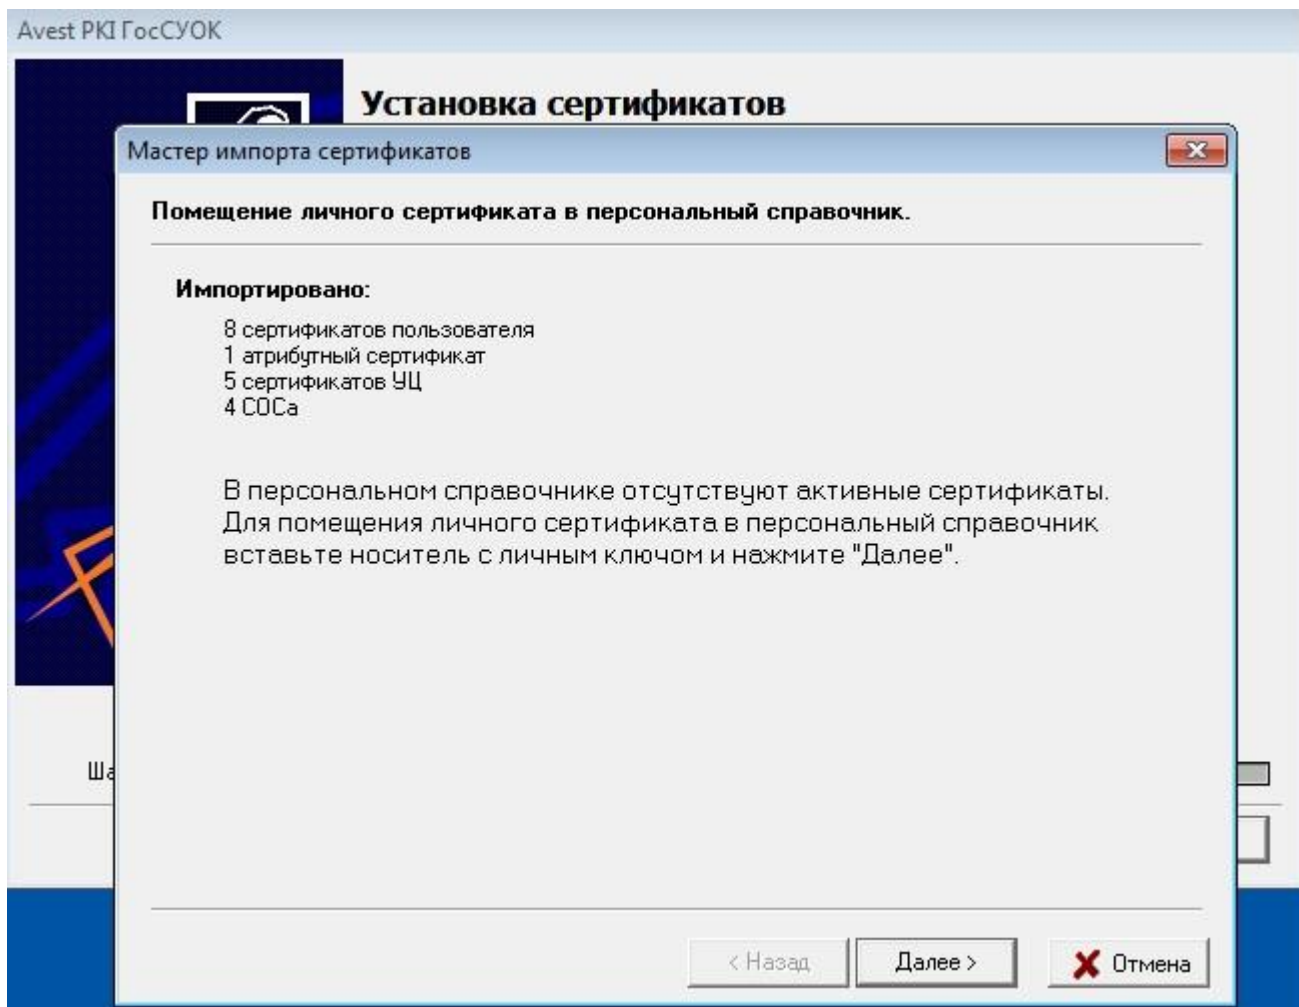 Avest PKI ГосСУОК
Установка сертификатов
Мастер импорта сертификатов
Помещение личного сертификата в персональный справочник.
Импортировано:
8 сертификатов пользователя
1 атрибутный сертификат
5 сертификатов УЦ
4 СОСа
В персональном справочнике отсутствуют активные сертификаты.
Для помещения личного сертификата в персональный справочник
вставьте носитель с личным ключом и нажмите "Далее".
< Назад
Далее >
Отмена